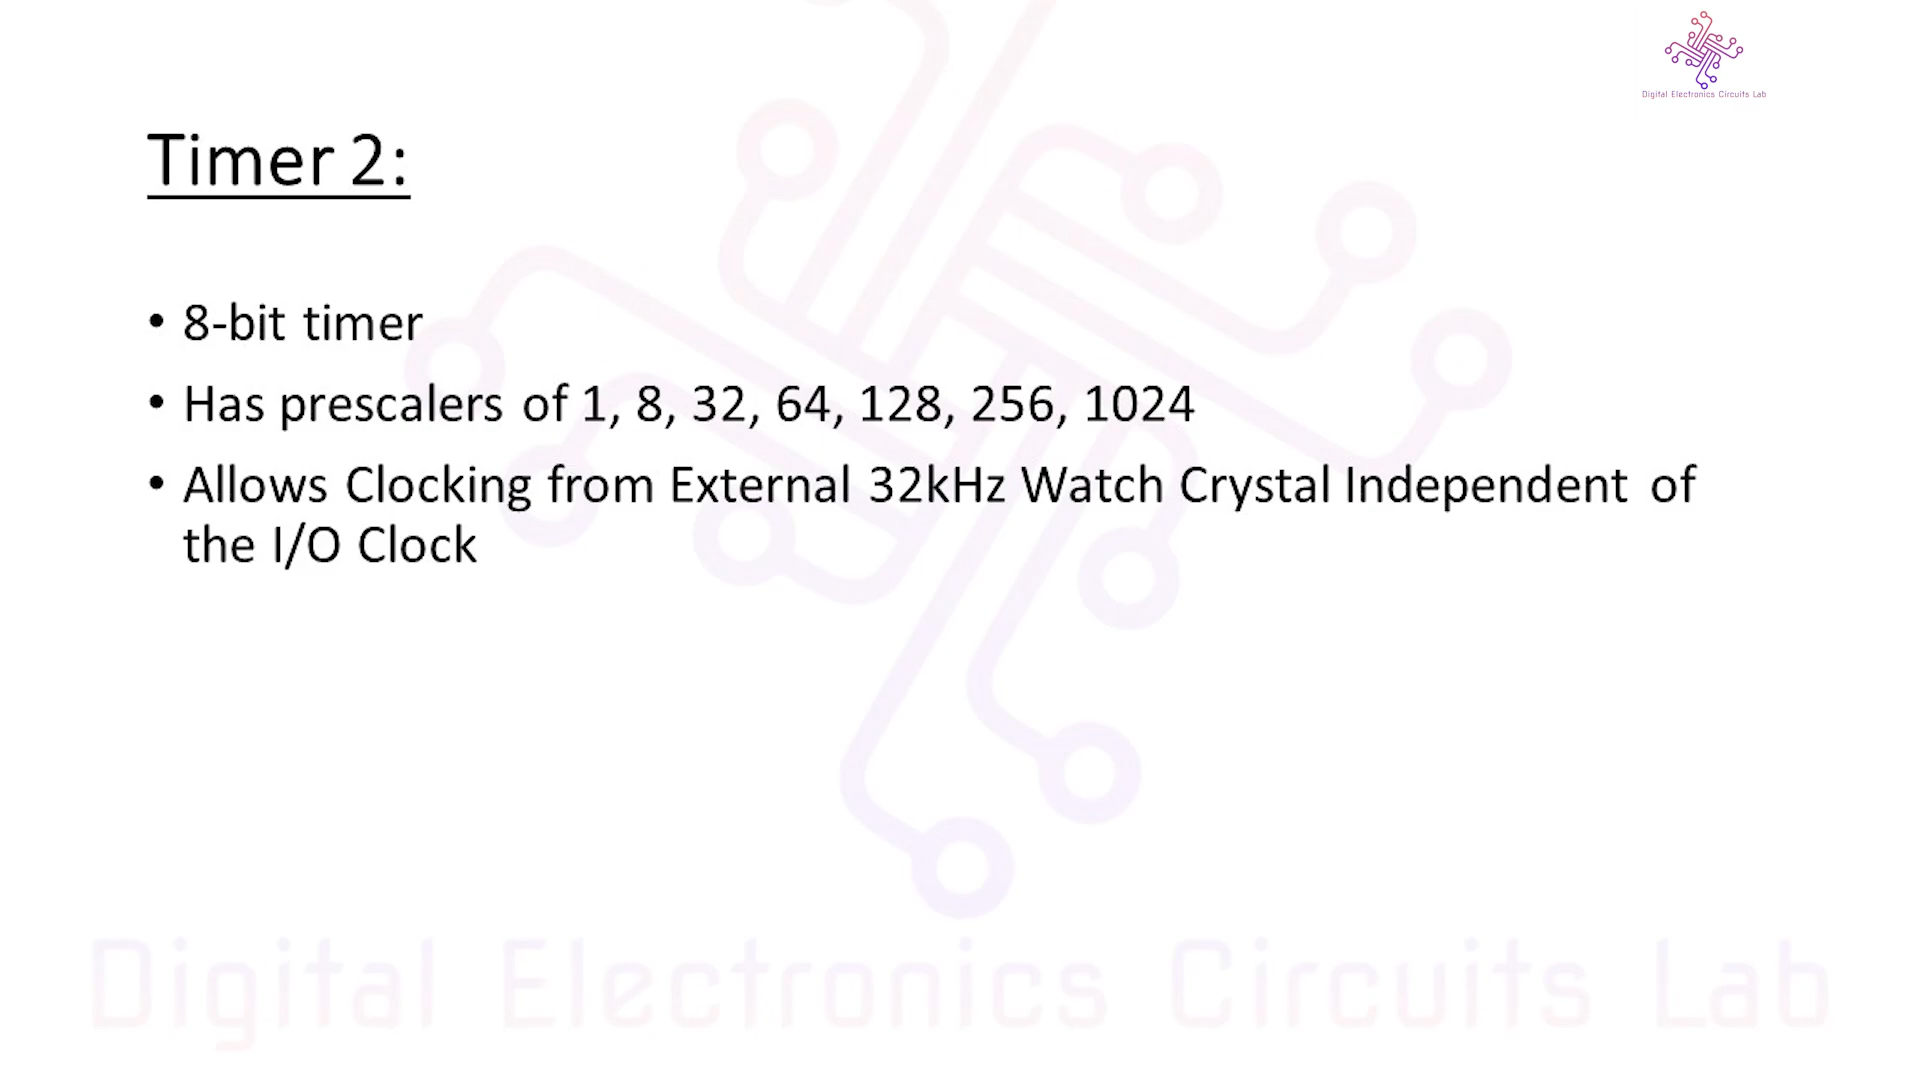 Digital Electronics Circuits Lab
Timer 2:
• 8-bit timer
• Has prescalers of 1, 8, 32, 64, 128, 256, 1024
• Allows Clocking from External 32kHz Watch Crystal Independent of
the I/O Clock
Digital Electronics Circuits Lab